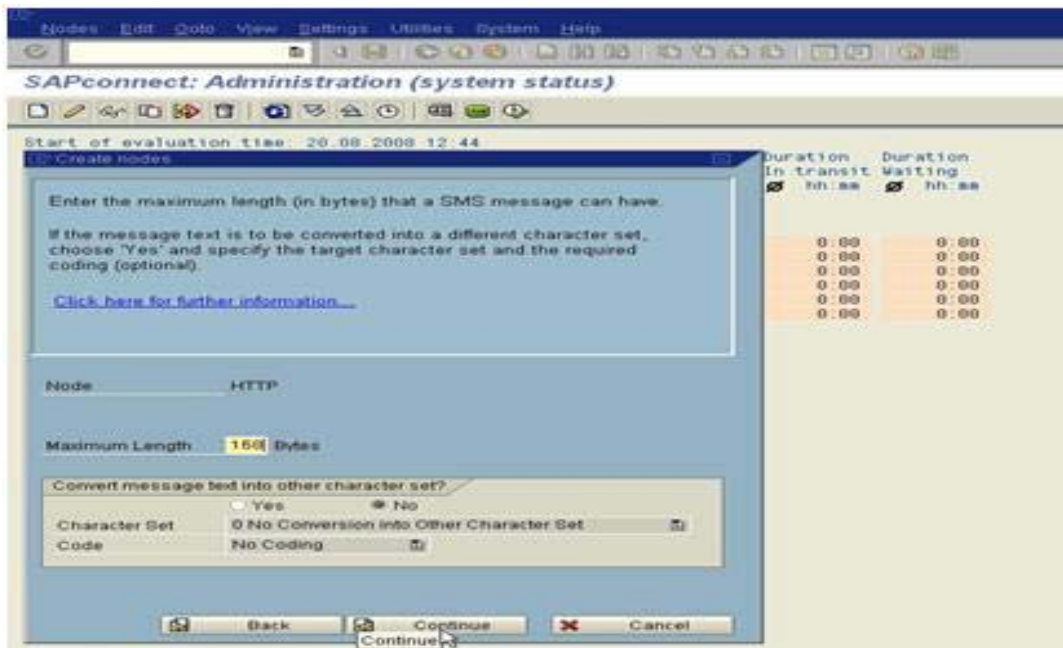 Nodes Edit Goto View Settings Utilities System Help
SAPconnect: Administration (system status)
Start of evaluation time: 20.08.2008 12:44
Create nodes
Duration Duration
In transit Waiting
hh:mm hh:mm
Enter the maximum length (in bytes) that a SMS message can have.
If the message text is to be converted into a different character set,
choose 'Yes' and specify the target character set and the required
coding (optional).
Click here for further information....
0:00 0:00
0:00 0:00
0:00 0:00
0:00 0:00
0:00 0:00
0:00 0:00
Node HTTP
Maximum Length 160 Bytes
Convert message text into other character set?
Yes No
Character Set 0 No Conversion into Other Character Set
Code No Coding
Back Continue Cancel
Continue